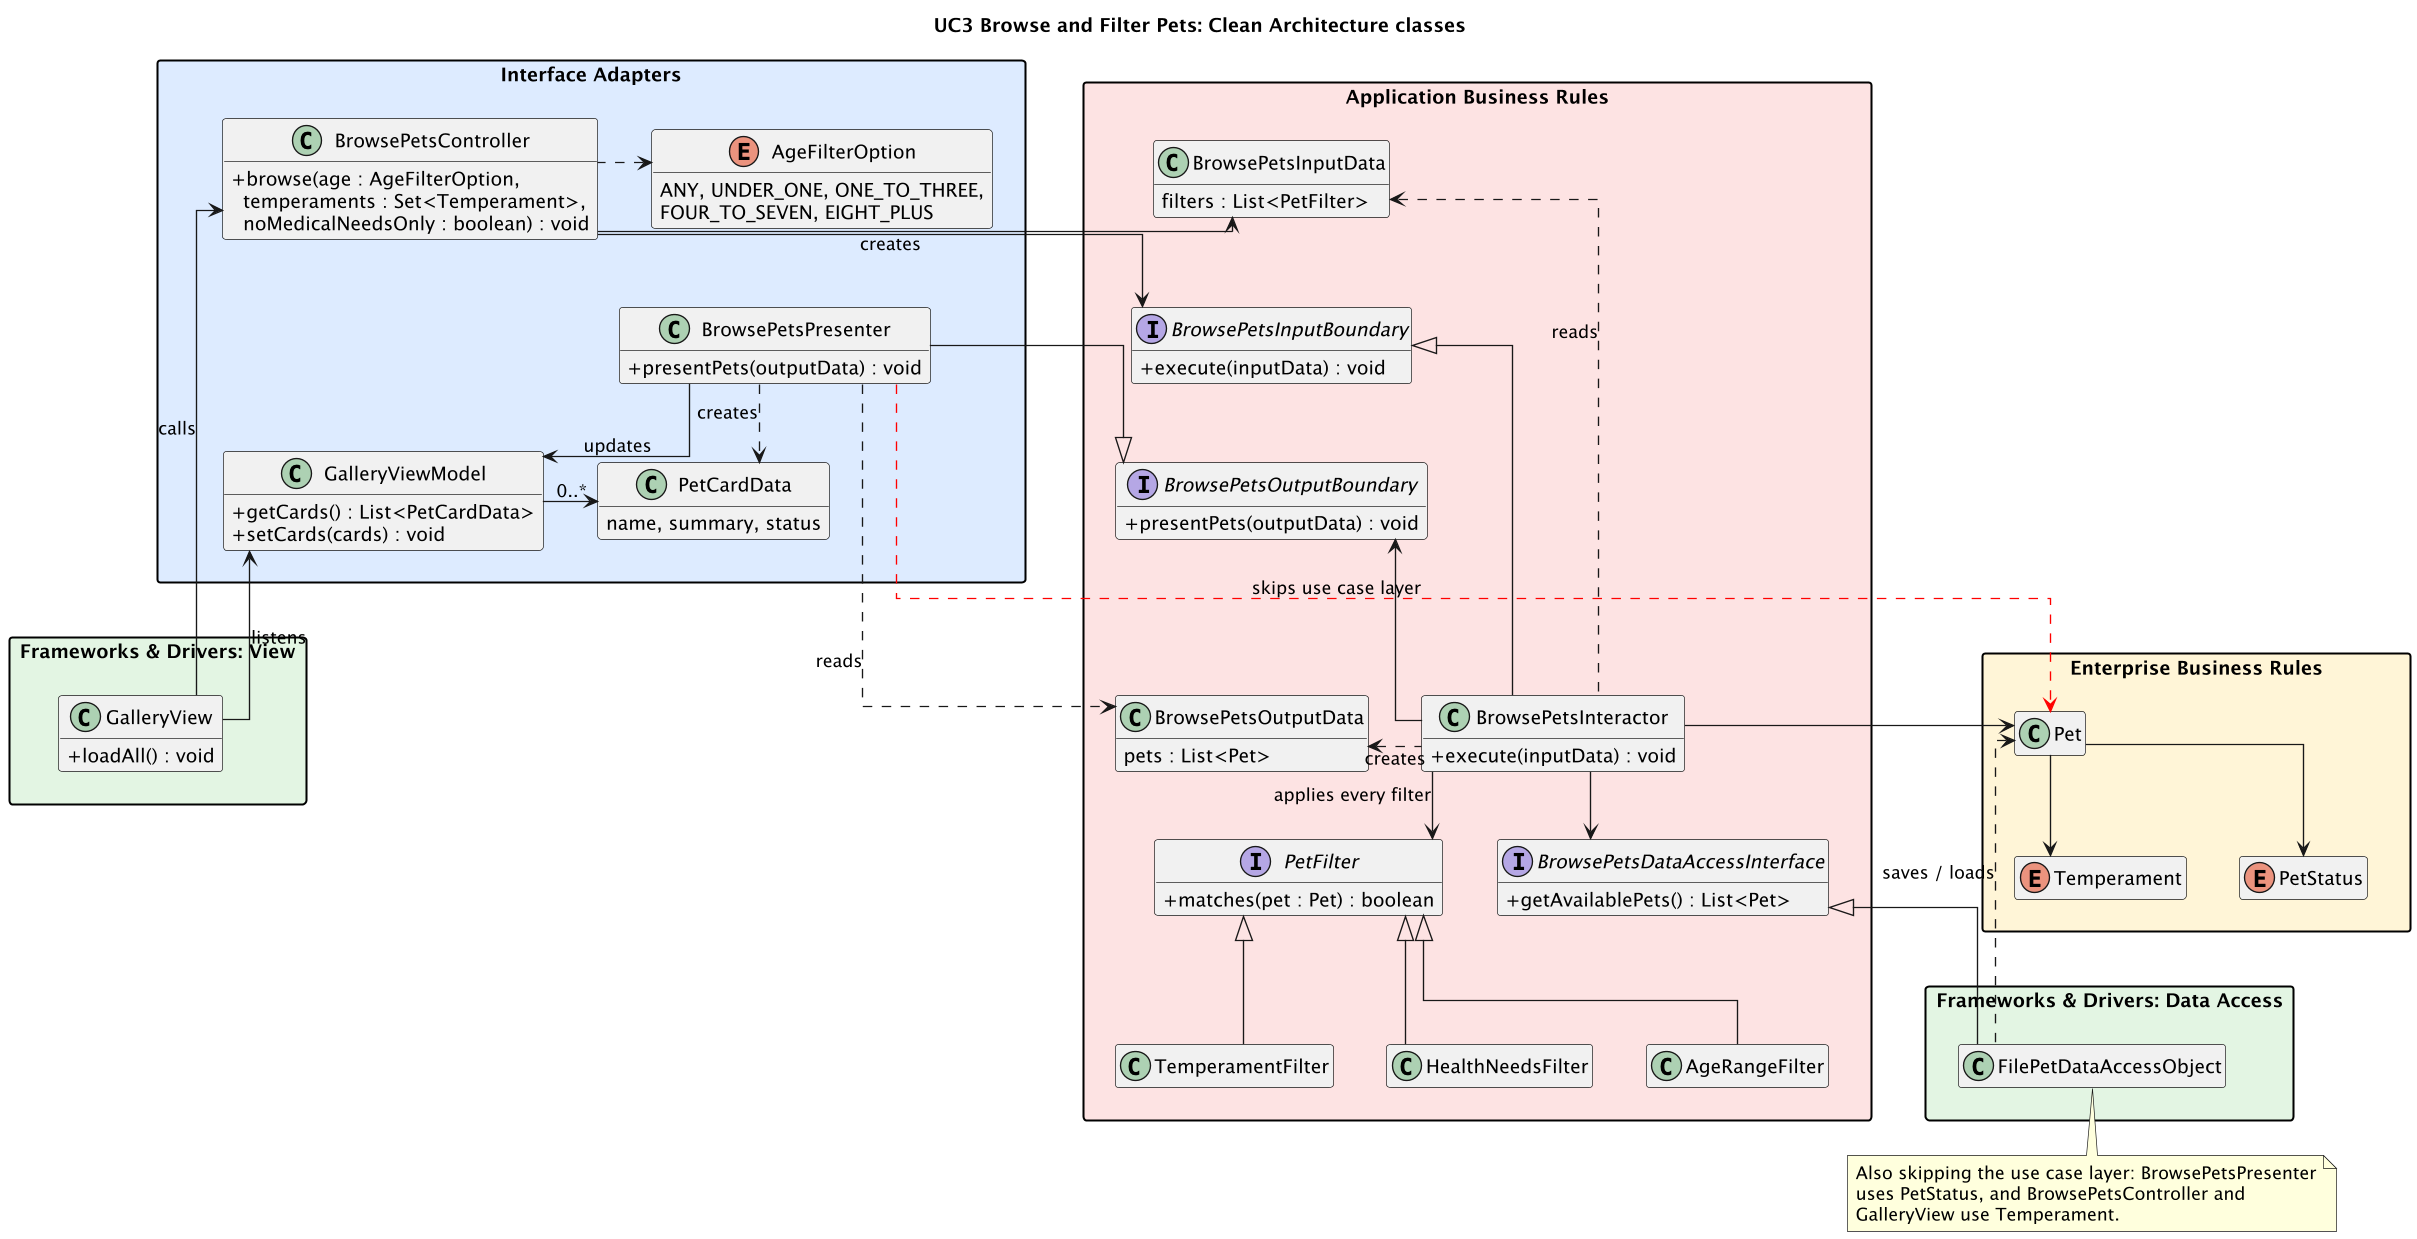 UC3 Browse and Filter Pets: Clean Architecture classes
Interface Adapters
C BrowsePetsController
+browse(age : AgeFilterOption,
temperaments : Set<Temperament>,
noMedicalNeedsOnly : boolean) : void
E AgeFilterOption
ANY, UNDER_ONE, ONE_TO_THREE,
FOUR_TO_SEVEN, EIGHT_PLUS
creates
C BrowsePetsPresenter
+presentPets(outputData) : void
creates
updates
calls
C GalleryViewModel
+getCards() : List<PetCardData>
+setCards(cards) : void
0..*
C PetCardData
name, summary, status
listens
reads
Frameworks & Drivers: View
C GalleryView
+loadAll() : void
Application Business Rules
C BrowsePetsInputData
filters : List<PetFilter>
reads
I BrowsePetsInputBoundary
+execute(inputData) : void
I BrowsePetsOutputBoundary
+presentPets(outputData) : void
skips use case layer
C BrowsePetsOutputData
pets : List<Pet>
creates
C BrowsePetsInteractor
+execute(inputData) : void
applies every filter
I PetFilter
+matches(pet : Pet) : boolean
I BrowsePetsDataAccessInterface
+getAvailablePets() : List<Pet>
C TemperamentFilter
C HealthNeedsFilter
C AgeRangeFilter
Enterprise Business Rules
C Pet
E Temperament
E PetStatus
saves / loads
Frameworks & Drivers: Data Access
C FilePetDataAccessObject
Also skipping the use case layer: BrowsePetsPresenter
uses PetStatus, and BrowsePetsController and
GalleryView use Temperament.